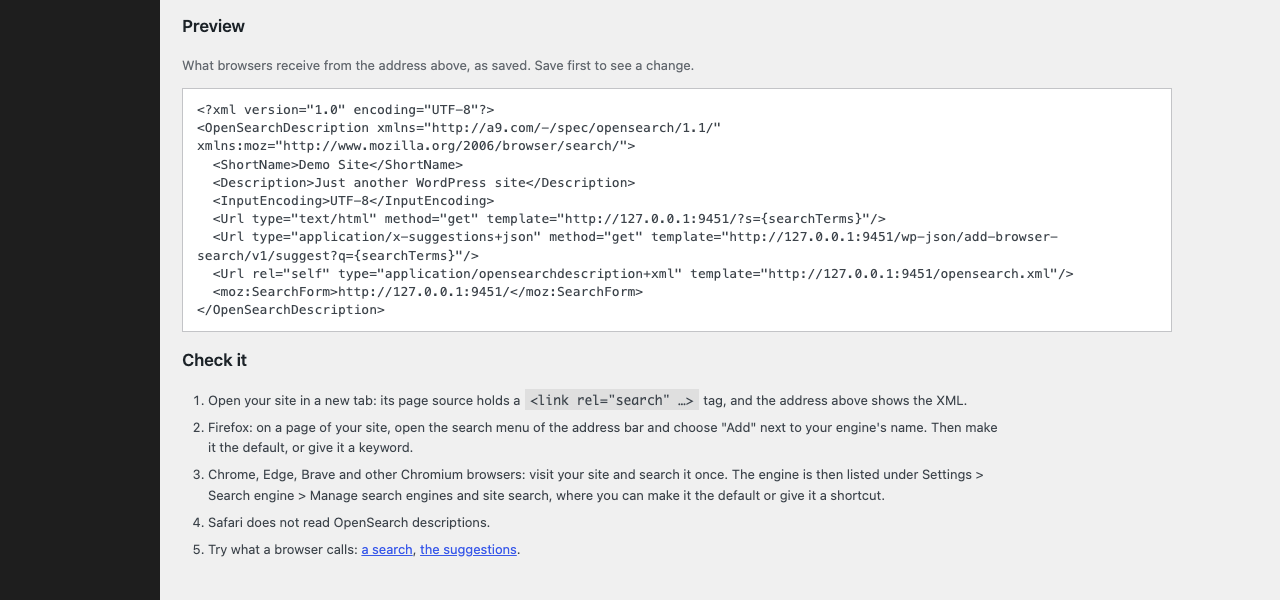 Preview
What browsers receive from the address above, as saved. Save first to see a change.
<?xml version="1.0" encoding="UTF-8"?>
<OpenSearchDescription xmlns="http://a9.com/-/spec/opensearch/1.1/"
xmlns:moz="http://www.mozilla.org/2006/browser/search/">
  <ShortName>Demo Site</ShortName>
  <Description>Just another WordPress site</Description>
  <InputEncoding>UTF-8</InputEncoding>
  <Url type="text/html" method="get" template="http://127.0.0.1:9451/?s={searchTerms}"/>
  <Url type="application/x-suggestions+json" method="get" template="http://127.0.0.1:9451/wp-json/add-browser-
search/v1/suggest?q={searchTerms}"/>
  <Url rel="self" type="application/opensearchdescription+xml" template="http://127.0.0.1:9451/opensearch.xml"/>
  <moz:SearchForm>http://127.0.0.1:9451/</moz:SearchForm>
</OpenSearchDescription>
Check it
1. Open your site in a new tab: its page source holds a <link rel="search" …> tag, and the address above shows the XML.
2. Firefox: on a page of your site, open the search menu of the address bar and choose "Add" next to your engine's name. Then make
it the default, or give it a keyword.
3. Chrome, Edge, Brave and other Chromium browsers: visit your site and search it once. The engine is then listed under Settings >
Search engine > Manage search engines and site search, where you can make it the default or give it a shortcut.
4. Safari does not read OpenSearch descriptions.
5. Try what a browser calls: a search, the suggestions.